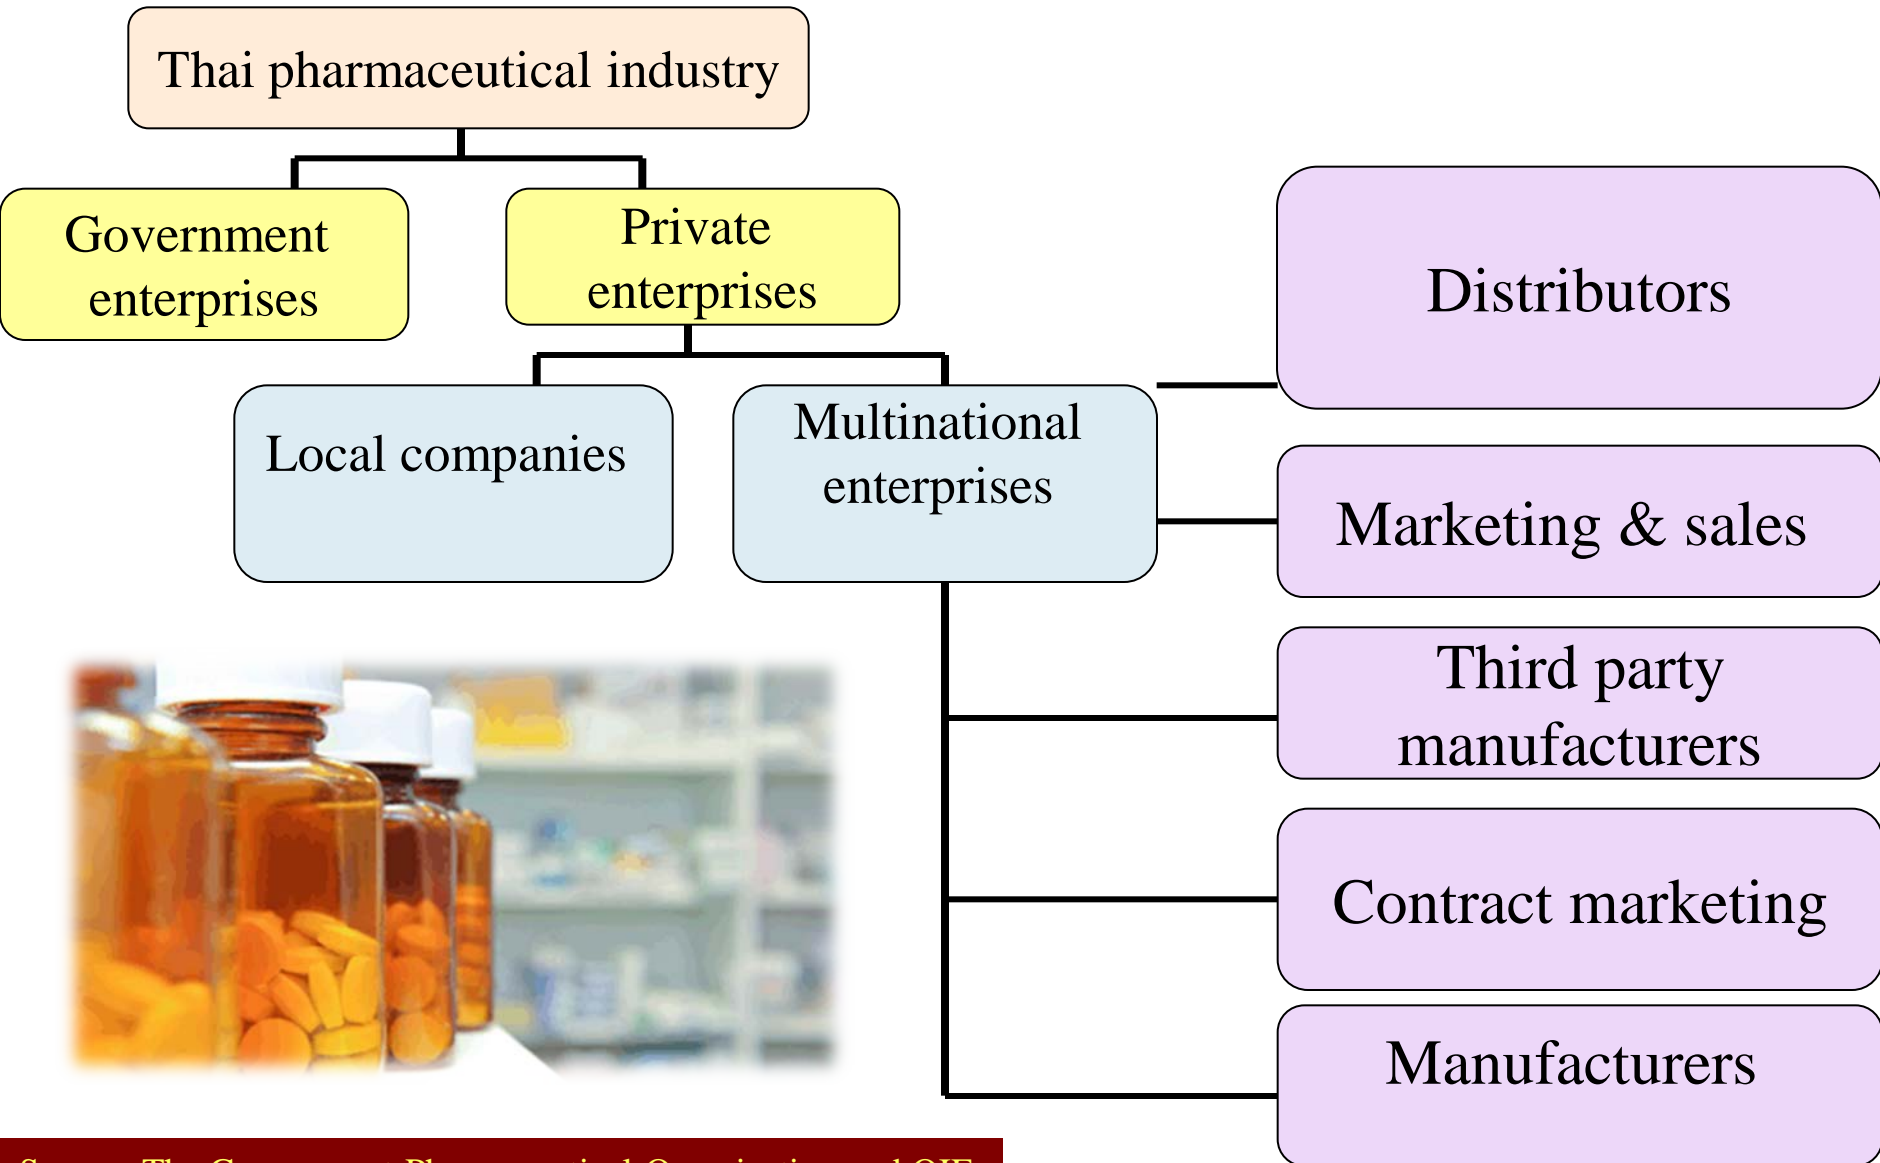 Thai pharmaceutical industry
Government
enterprises
Private
enterprises
Local companies
Multinational
enterprises
Distributors
Marketing & sales
Third party
manufacturers
Contract marketing
Manufacturers